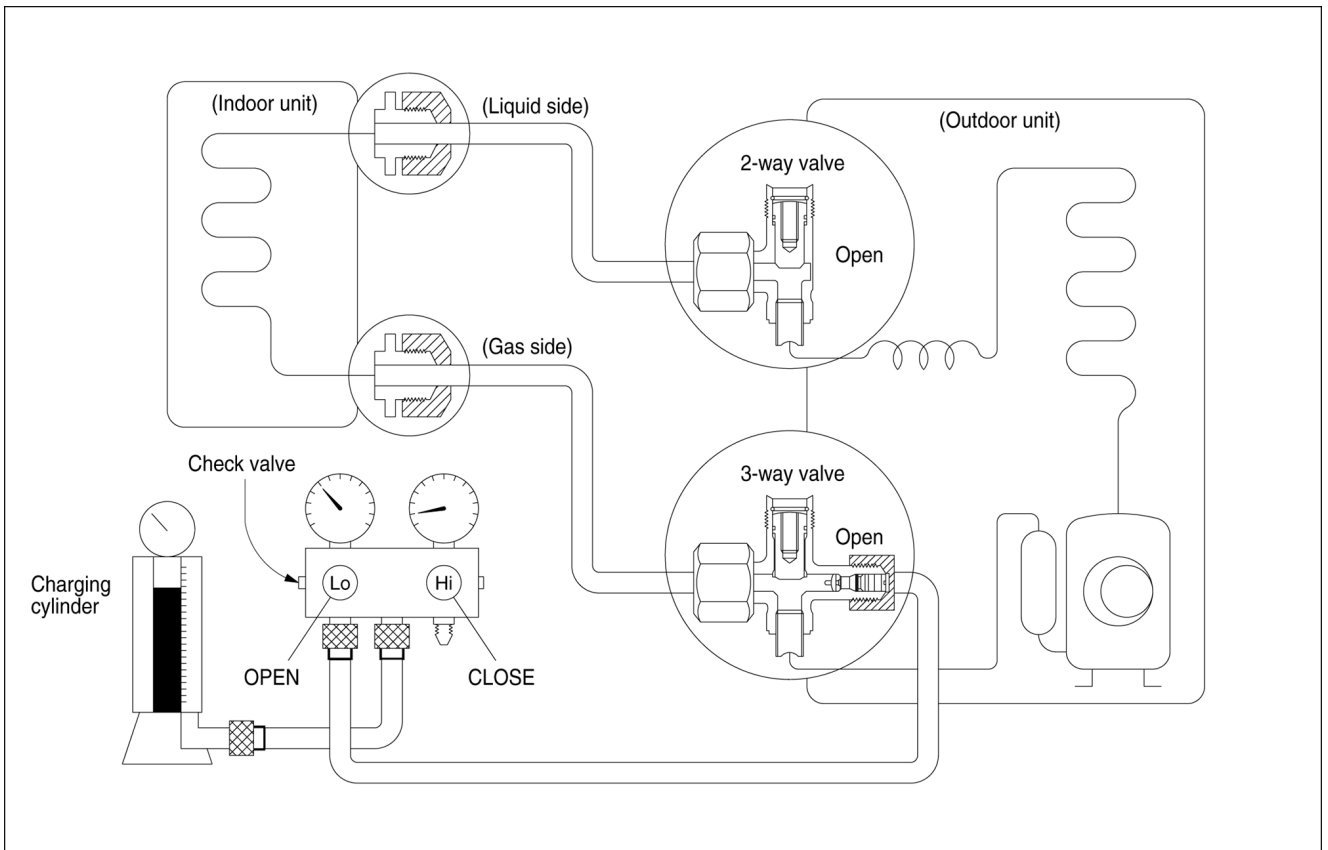 (Indoor unit)
(Liquid side)
(Outdoor unit)
2-way valve
Open
(Gas side)
Check valve
3-way valve
Open
Charging
cylinder
Lo
Hi
OPEN
CLOSE